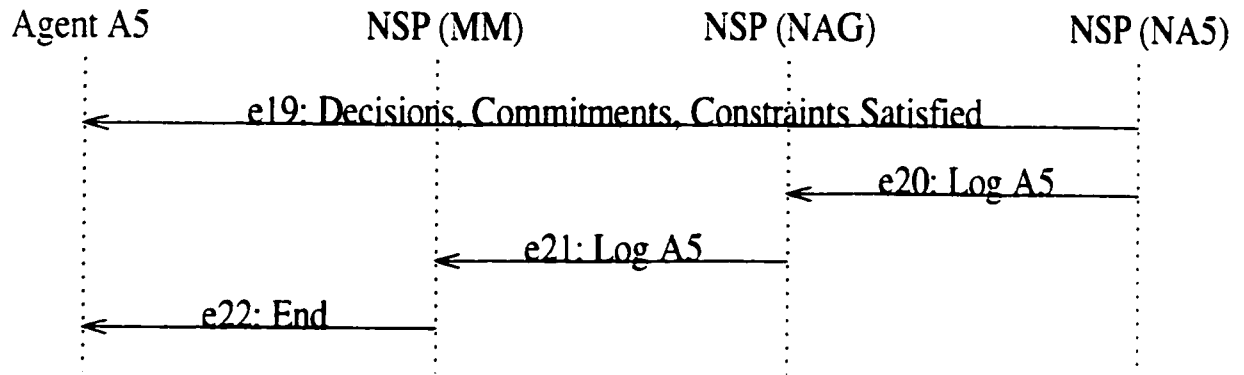 Agent A5 NSP (MM) NSP (NAG) NSP (NA5)
e19: Decisions, Commitments, Constraints Satisfied
e20: Log A5
e21: Log A5
e22: End